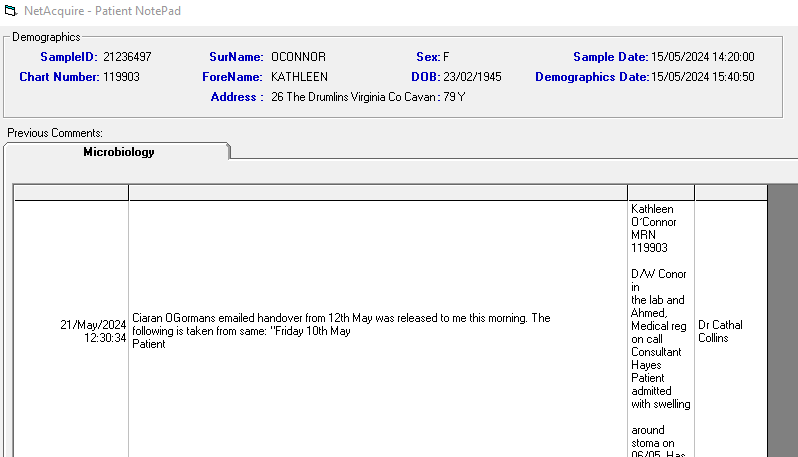 NetAcquire - Patient NotePad
Demographics
SampleID: 21236497 SurName: OCONNOR Sex: F Sample Date: 15/05/2024 14:20:00
Chart Number: 119903 ForeName: KATHLEEN DOB: 23/02/1945 Demographics Date: 15/05/2024 15:40:50
Address : 26 The Drumlins Virginia Co Cavan : 79 Y
Previous Comments:
Microbiology
21/May/2024
12:30:34
Ciaran OGormans emailed handover from 12th May was released to me this morning. The
following is taken from same: "Friday 10th May
Patient
Kathleen
O'Connor
MRN
119903
D/W Conor
in
the lab and
Ahmed,
Medical reg
on call
Consultant
Hayes
Patient
admitted
with swelling
around
stoma on
06/05. Has
Dr Cathal
Collins